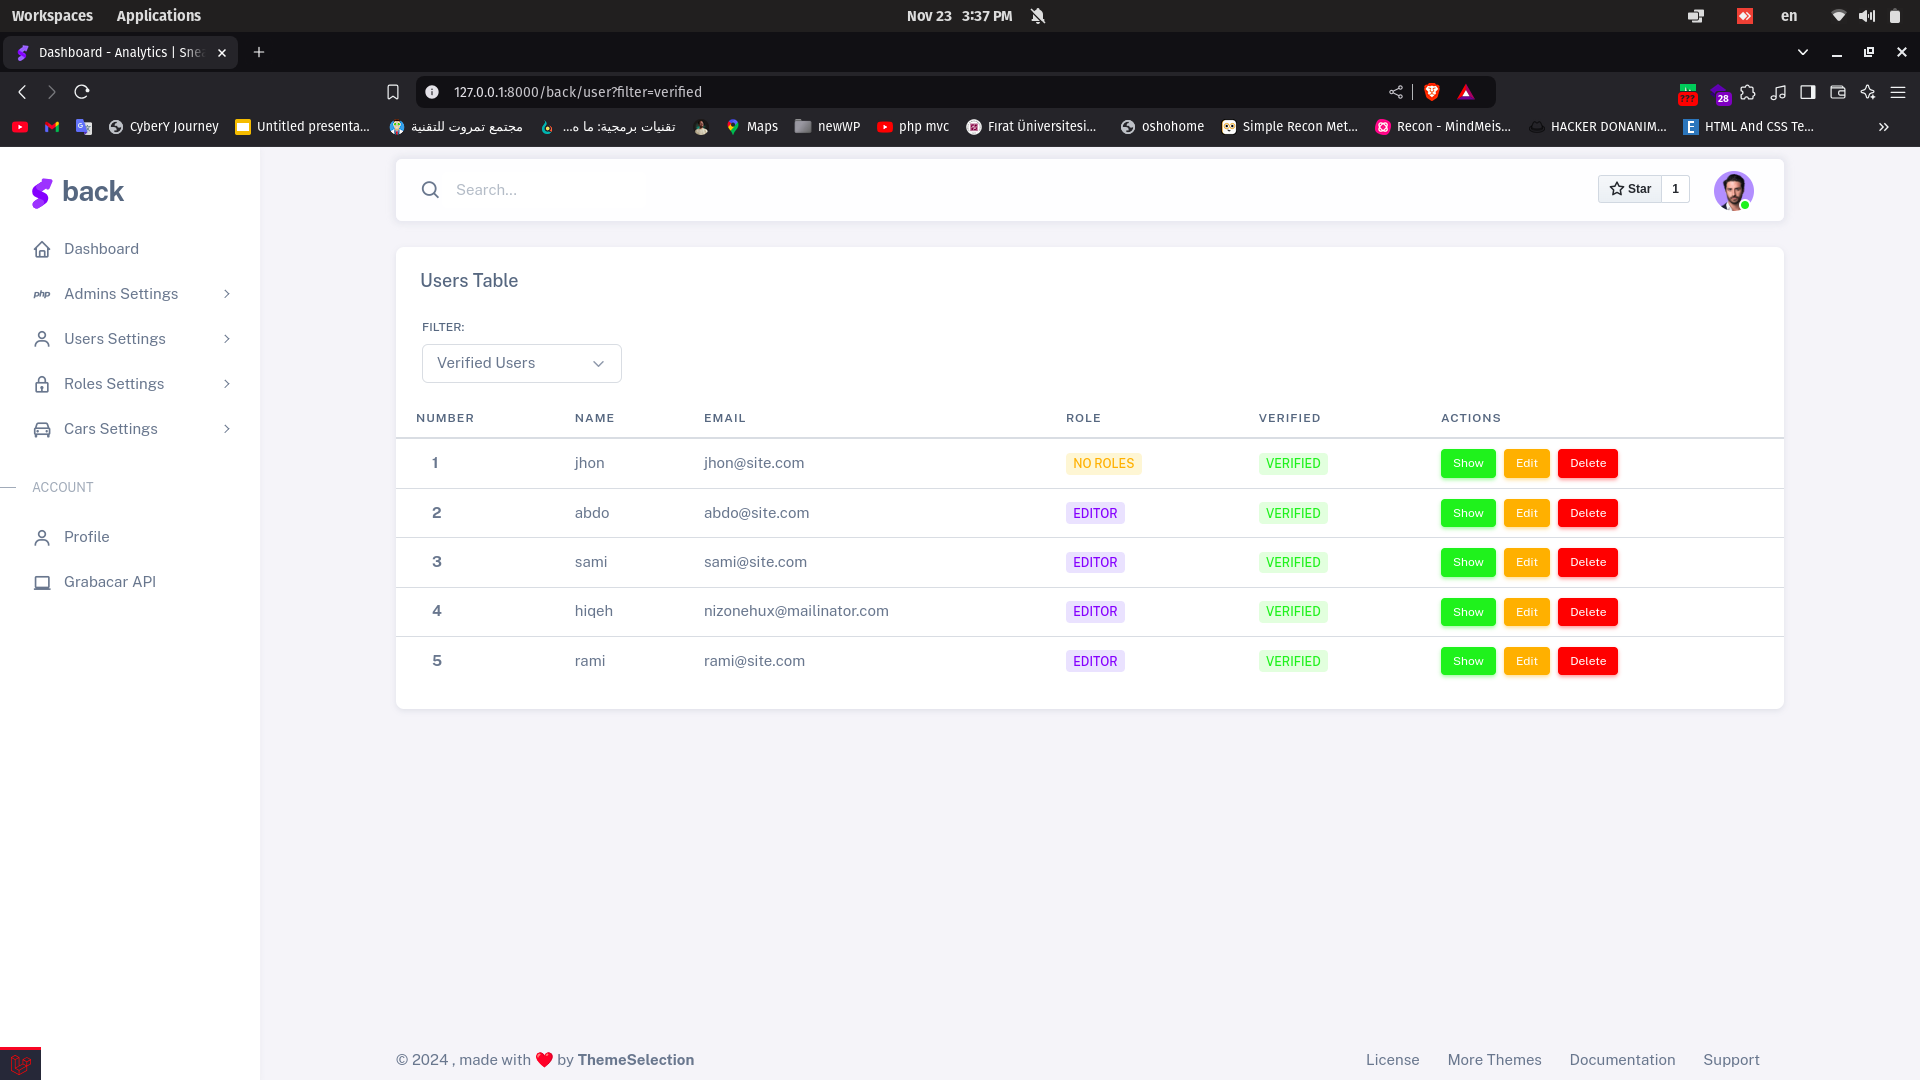 Workspaces Applications Nov 23 3:37 PM en
Dashboard - Analytics | Sne
127.0.0.1:8000/back/user?filter=verified 28
CyberY Journey Untitled presenta... مجتمع تمروت للتقنية تقنيات برمجية: ما ه... Maps newWP php mvc Fırat Üniversitesi... oshohome Simple Recon Met... Recon - MindMeis... HACKER DONANIM... HTML And CSS Te...
back
Search...
Star 1
Dashboard
Admins Settings
Users Settings
Roles Settings
Cars Settings
ACCOUNT
Profile
Grabacar API
Users Table
FILTER:
Verified Users
NUMBER NAME EMAIL ROLE VERIFIED ACTIONS
1 jhon jhon@site.com NO ROLES VERIFIED Show Edit Delete
2 abdo abdo@site.com EDITOR VERIFIED Show Edit Delete
3 sami sami@site.com EDITOR VERIFIED Show Edit Delete
4 hiqeh nizonehux@mailinator.com EDITOR VERIFIED Show Edit Delete
5 rami rami@site.com EDITOR VERIFIED Show Edit Delete
© 2024 , made with ❤️ by ThemeSelection
License More Themes Documentation Support